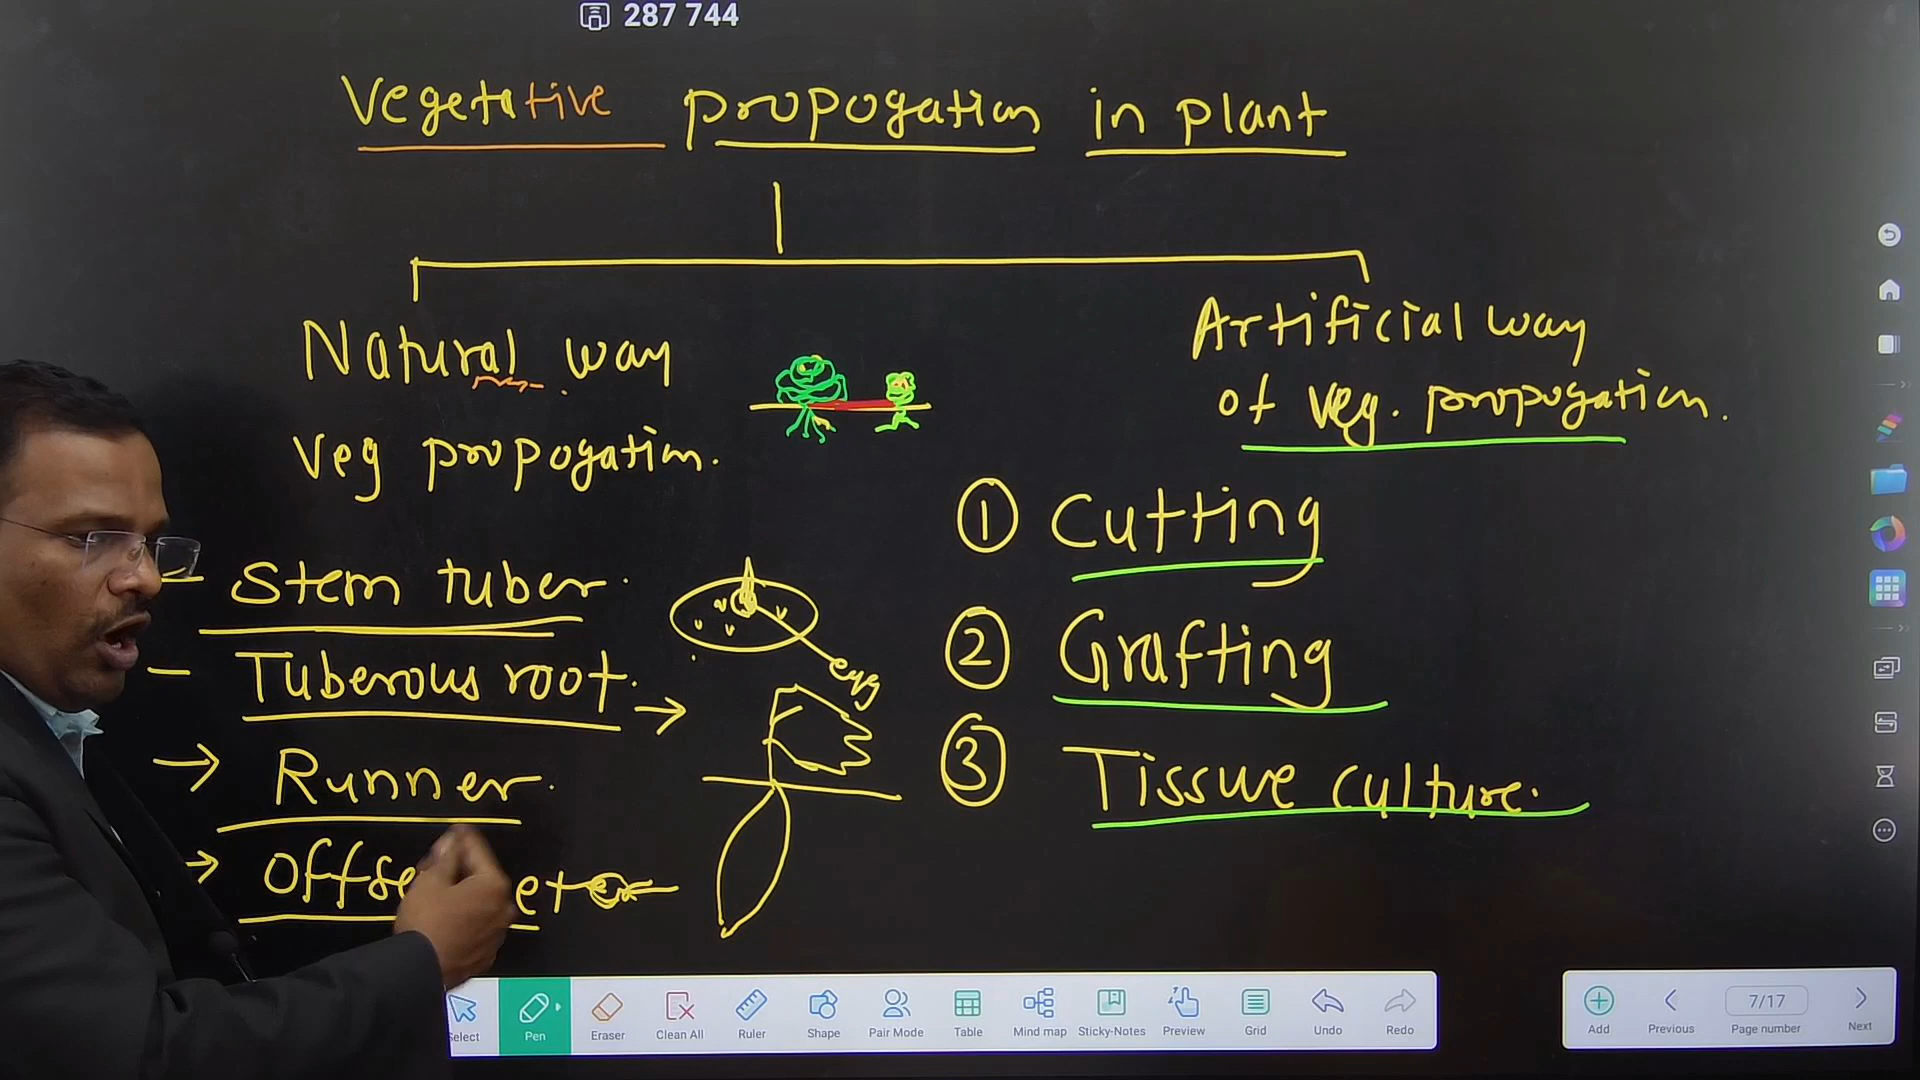 287 744
Vegetative propogation in plant
Natural way
Veg propogation.
Artificial way
of veg. propogation.
- Stem tuber.
- Tuberous root.
→ Runner.
→ Offse
eye
① Cutting
② Grafting
③ Tissue culture.
Select
Pen
Eraser
Clean All
Ruler
Shape
Pair Mode
Table
Mind map
Sticky-Notes
Preview
Grid
Undo
Redo
Add
Previous
7/17
Page number
Next